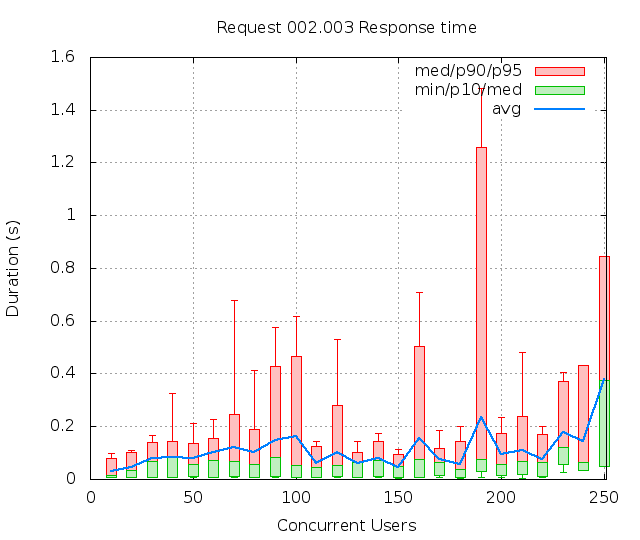 Request 002.003 Response time
med/p90/p95
min/p10/med
avg
Duration (s)
1.6
1.4
1.2
1
0.8
0.6
0.4
0.2
0
0 50 100 150 200 250
Concurrent Users